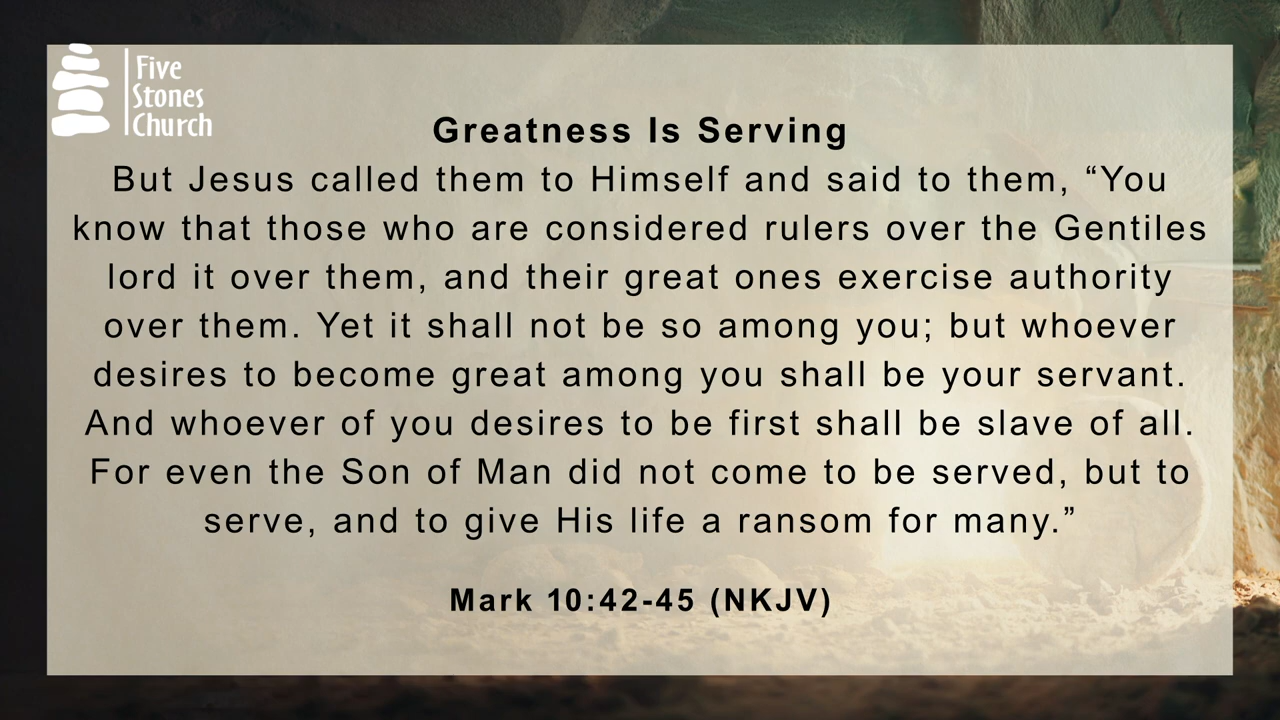 Five
Stones
Church
Greatness Is Serving
But Jesus called them to Himself and said to them, “You
know that those who are considered rulers over the Gentiles
lord it over them, and their great ones exercise authority
over them. Yet it shall not be so among you; but whoever
desires to become great among you shall be your servant.
And whoever of you desires to be first shall be slave of all.
For even the Son of Man did not come to be served, but to
serve, and to give His life a ransom for many.”
Mark 10:42-45 (NKJV)